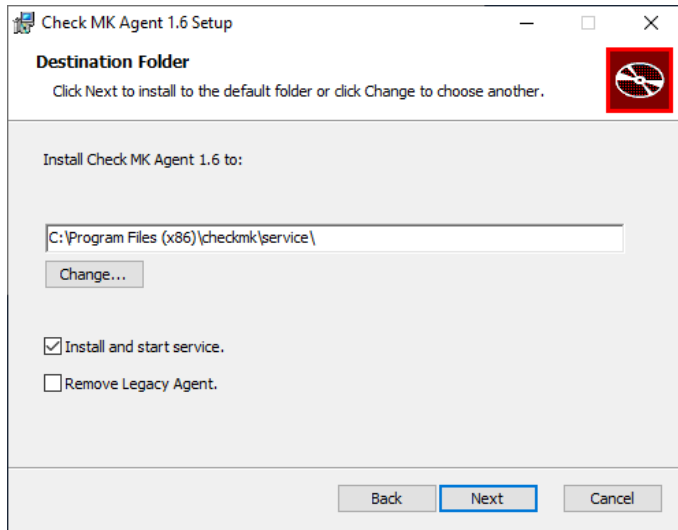 Check MK Agent 1.6 Setup
Destination Folder
Click Next to install to the default folder or click Change to choose another.
Install Check MK Agent 1.6 to:
C:\Program Files (x86)\checkmk\service\
Change...
Install and start service.
Remove Legacy Agent.
Back Next Cancel